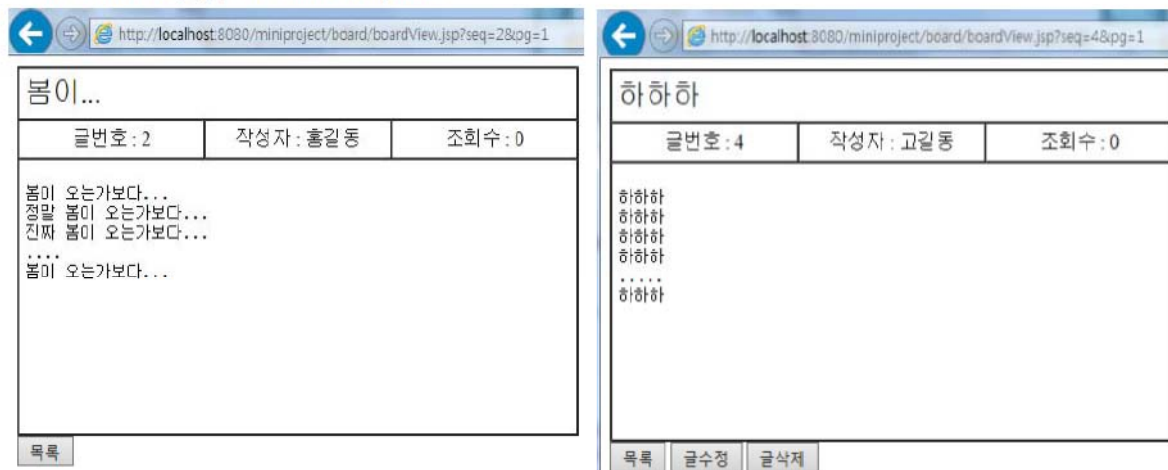 http://localhost:8080/miniproject/board/boardView.jsp?seq=2&pg=1
봄이...
글번호 : 2 작성자 : 홍길동 조회수 : 0
봄이 오는가보다...
정말 봄이 오는가보다...
진짜 봄이 오는가보다...
....
봄이 오는가보다...
목록
http://localhost:8080/miniproject/board/boardView.jsp?seq=4&pg=1
하하하
글번호 : 4 작성자 : 고길동 조회수 : 0
하하하
하하하
하하하
하하하
.....
하하하
목록 글수정 글삭제